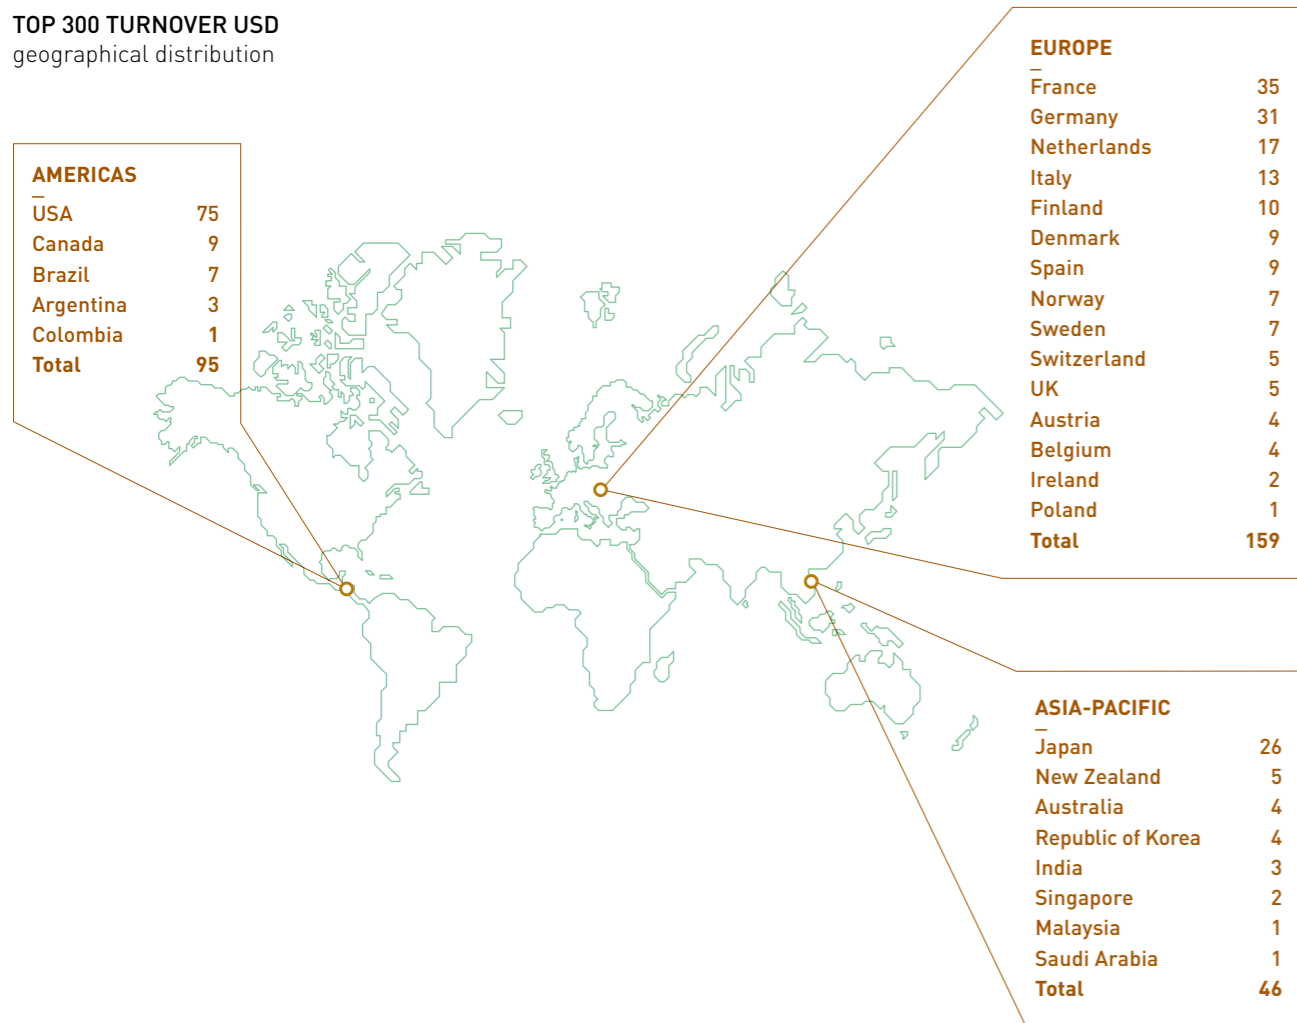 TOP 300 TURNOVER USD
geographical distribution
AMERICAS
USA 75
Canada 9
Brazil 7
Argentina 3
Colombia 1
Total 95
EUROPE
France 35
Germany 31
Netherlands 17
Italy 13
Finland 10
Denmark 9
Spain 9
Norway 7
Sweden 7
Switzerland 5
UK 5
Austria 4
Belgium 4
Ireland 2
Poland 1
Total 159
ASIA-PACIFIC
Japan 26
New Zealand 5
Australia 4
Republic of Korea 4
India 3
Singapore 2
Malaysia 1
Saudi Arabia 1
Total 46